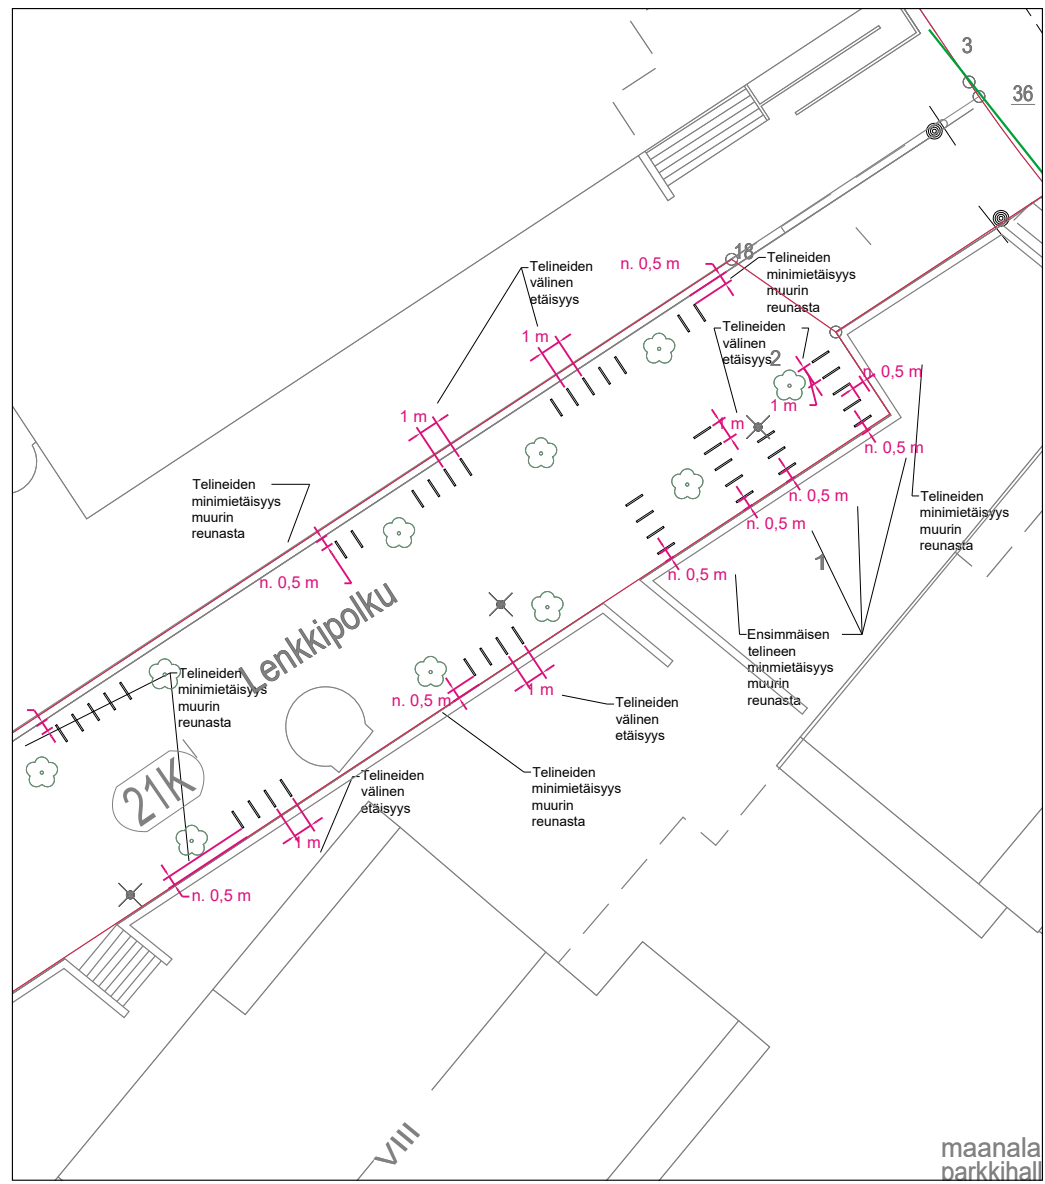 3
36
18
n. 0,5 m
Telineiden
minimietäisyys
muurin
reunasta
Telineiden
välinen
etäisyys
1 m
Telineiden
välinen
etäisyys
2
n. 0,5 m
1 m
1 m
1 m
n. 0,5 m
Telineiden
minimietäisyys
muurin
reunasta
n. 0,5 m
n. 0,5 m
Telineiden
minimietäisyys
muurin
reunasta
1
n. 0,5 m
n. 0,5 m
Lenkkipolku
Ensimmäisen
telineen
minmietäisyys
muurin
reunasta
Telineiden
minimietäisyys
muurin
reunasta
n. 0,5 m
1 m
Telineiden
välinen
etäisyys
21K
Telineiden
välinen
etäisyys
Telineiden
minimietäisyys
muurin
reunasta
1 m
n. 0,5 m
VIII
maanala
parkkihall